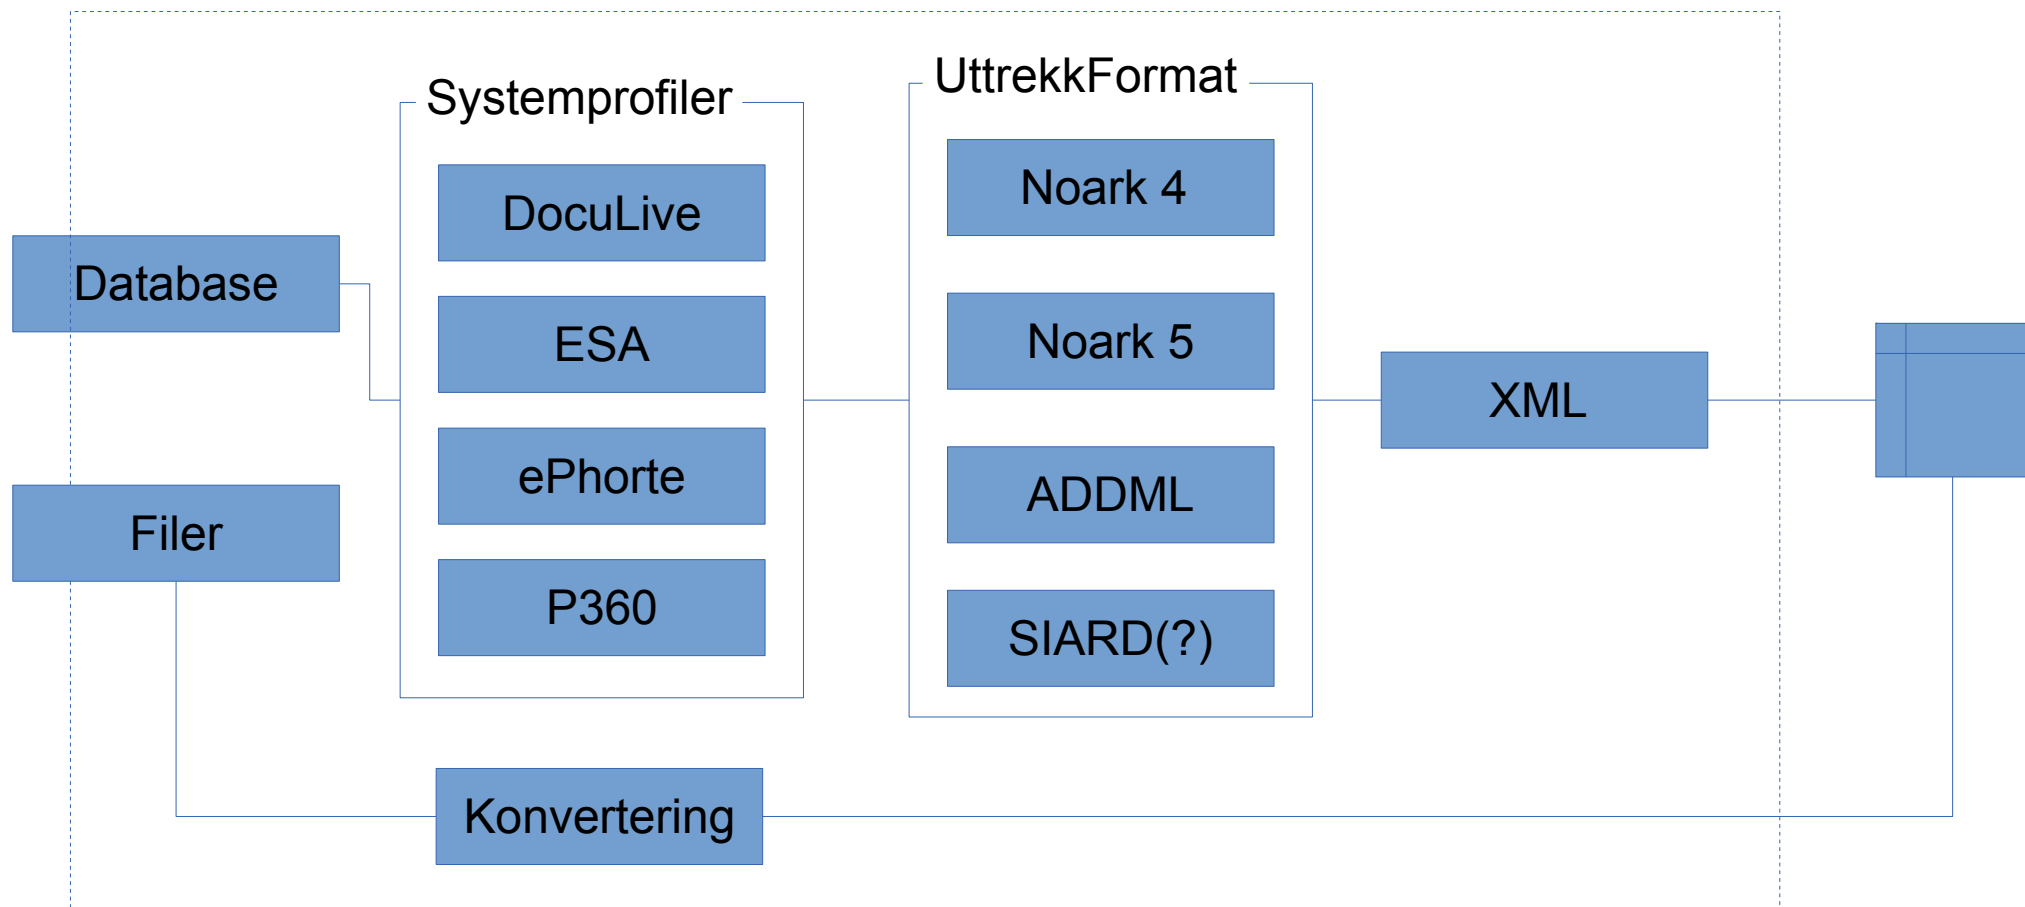 Database
Filer
Systemprofiler
DocuLive
ESA
ePhorte
P360
Konvertering
UttrekkFormat
Noark 4
Noark 5
ADDML
SIARD(?)
XML